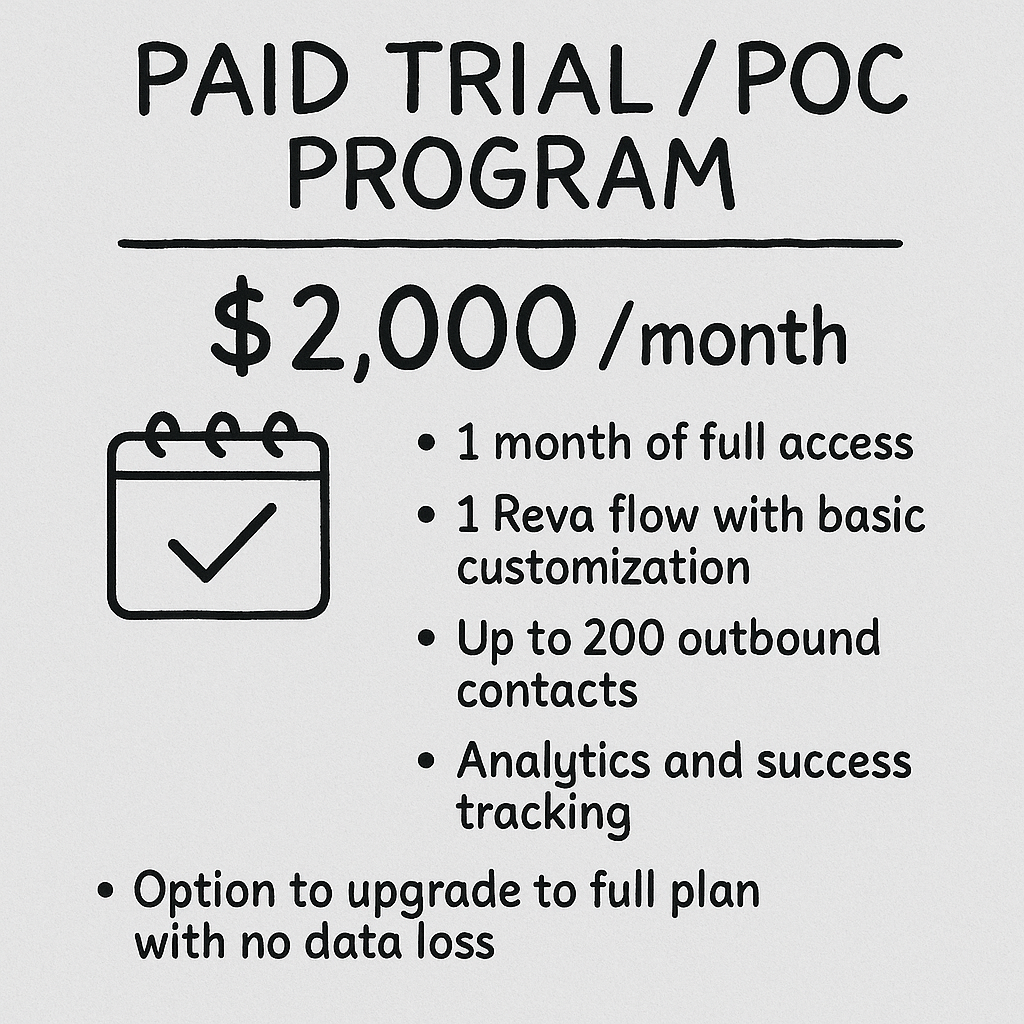 PAID TRIAL / POC
PROGRAM
$2,000 /month
• 1 month of full access
• 1 Reva flow with basic
customization
• Up to 200 outbound
contacts
• Analytics and success
tracking
• Option to upgrade to full plan
with no data loss